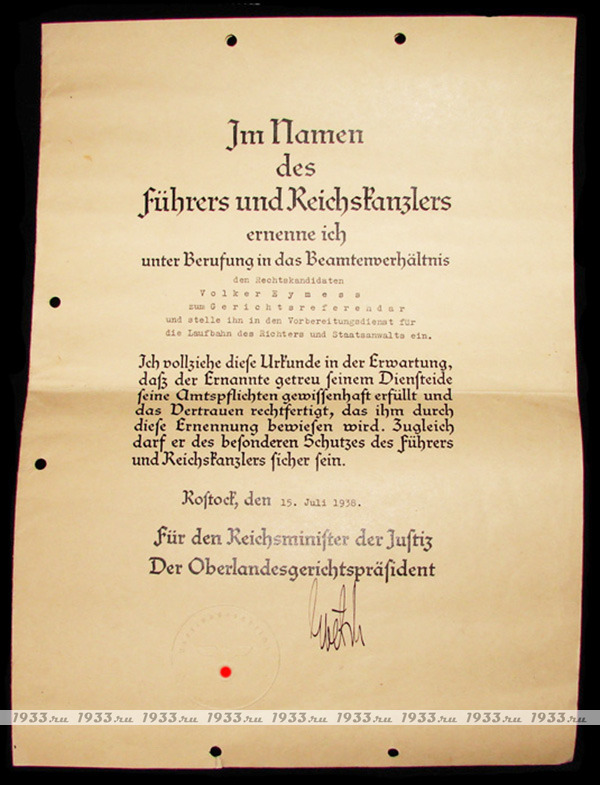 Im Namen
des
Führers und Reichskanzlers
ernenne ich
unter Berufung in das Beamtenverhältnis
den Rechtskandidaten
Volker Eymess
zum Gerichtsreferendar
und stelle ihn in den Vorbereitungsdienst für
die Laufbahn des Richters und Staatsanwalts ein.
Ich vollziehe diese Urkunde in der Erwartung,
daß der Ernannte getreu seinem Diensteide
seine Amtspflichten gewissenhaft erfüllt und
das Vertrauen rechtfertigt, das ihm durch
diese Ernennung bewiesen wird. Zugleich
darf er des besonderen Schutzes des Führers
und Reichskanzlers sicher sein.
Rostock, den 15. Juli 1938.
Für den Reichsminister der Justiz
Der Oberlandesgerichtspräsident
1933.ru 1933.ru 1933.ru 1933.ru 1933.ru 1933.ru 1933.ru 1933.ru 1933.ru